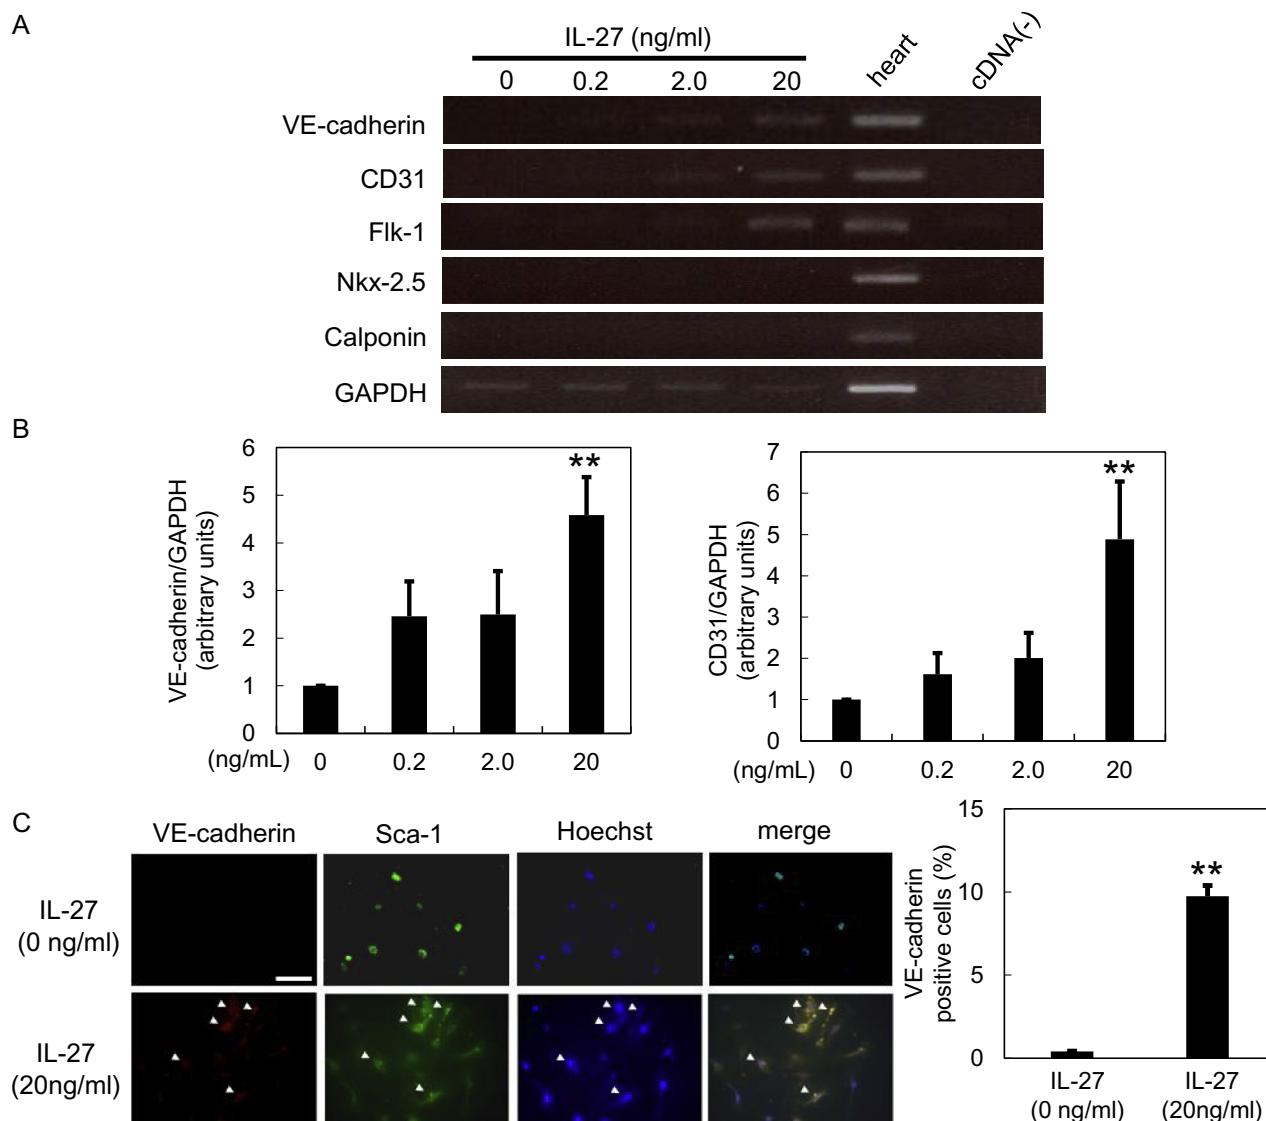 A
IL-27 (ng/ml)
0 0.2 2.0 20 heart cDNA(-)
VE-cadherin
CD31
Flk-1
Nkx-2.5
Calponin
GAPDH
B
VE-cadherin/GAPDH
(arbitrary units)
6
5
4
3
2
1
0
**
(ng/mL) 0 0.2 2.0 20
CD31/GAPDH
(arbitrary units)
7
6
5
4
3
2
1
0
**
(ng/mL) 0 0.2 2.0 20
C
VE-cadherin Sca-1 Hoechst merge
IL-27
(0 ng/ml)
IL-27
(20ng/ml)
VE-cadherin
positive cells (%)
15
10
5
0
**
IL-27
(0 ng/ml)
IL-27
(20ng/ml)